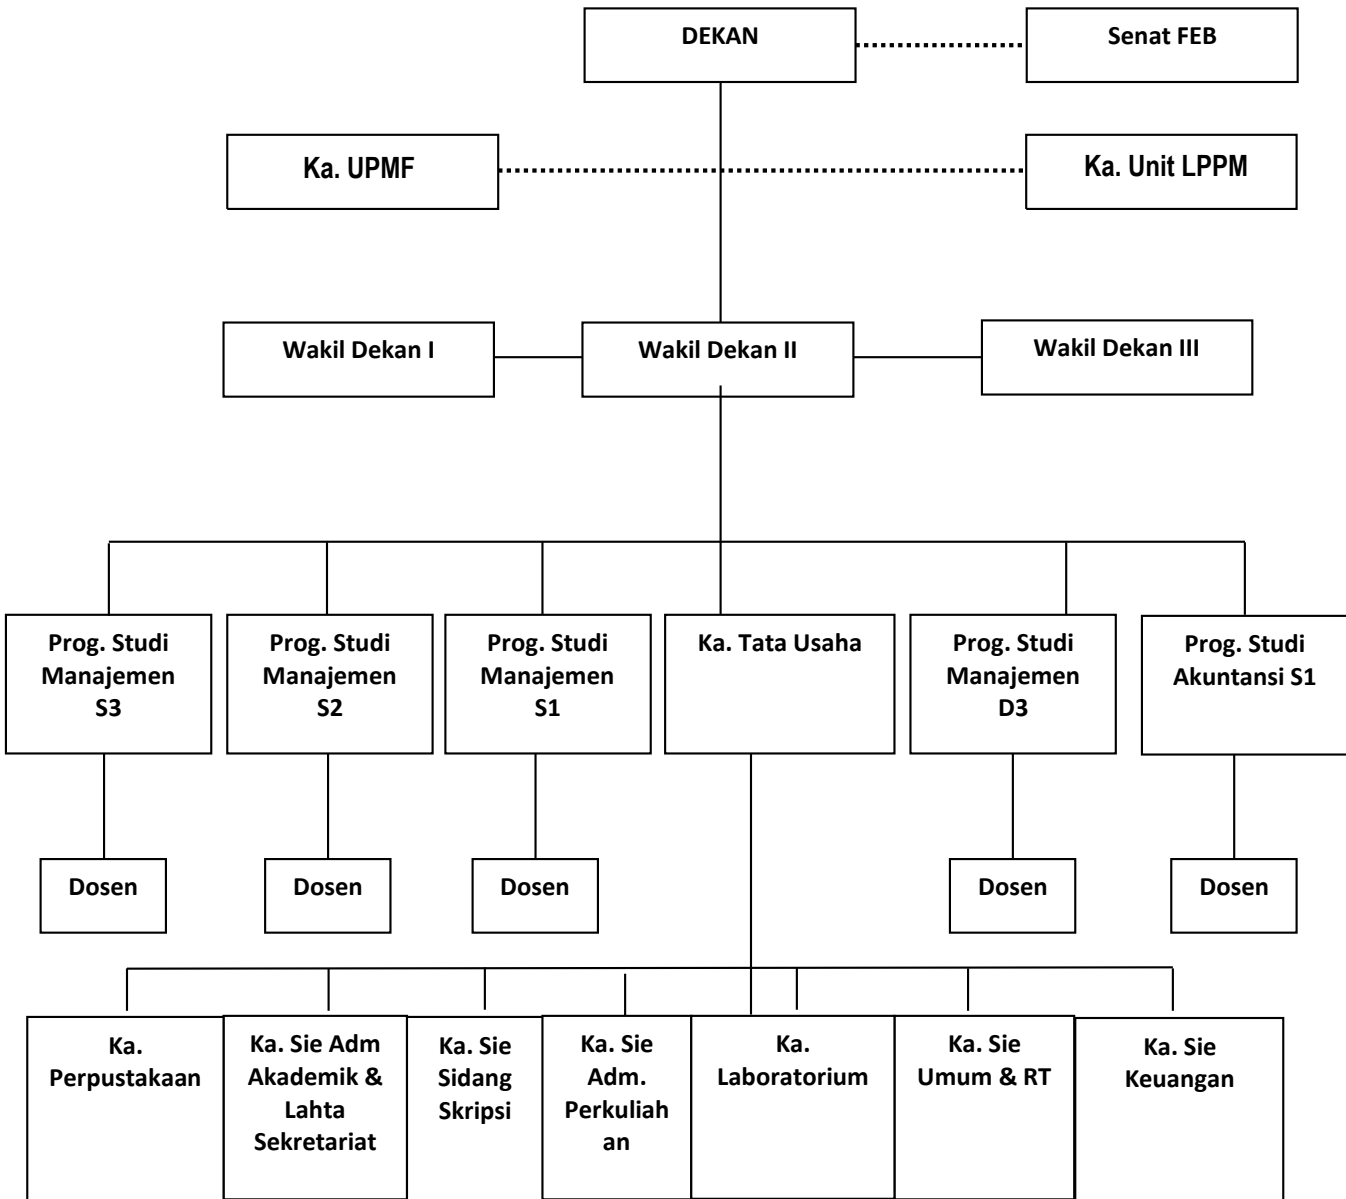 DEKAN
Senat FEB
Ka. UPMF
Ka. Unit LPPM
Wakil Dekan I
Wakil Dekan II
Wakil Dekan III
Prog. Studi
Manajemen
S3
Prog. Studi
Manajemen
S2
Prog. Studi
Manajemen
S1
Ka. Tata Usaha
Prog. Studi
Manajemen
D3
Prog. Studi
Akuntansi S1
Dosen
Dosen
Dosen
Dosen
Dosen
Ka.
Perpustakaan
Ka. Sie Adm
Akademik &
Lahta
Sekretariat
Ka. Sie
Sidang
Skripsi
Ka. Sie
Adm.
Perkuliah
an
Ka.
Laboratorium
Ka. Sie
Umum & RT
Ka. Sie
Keuangan